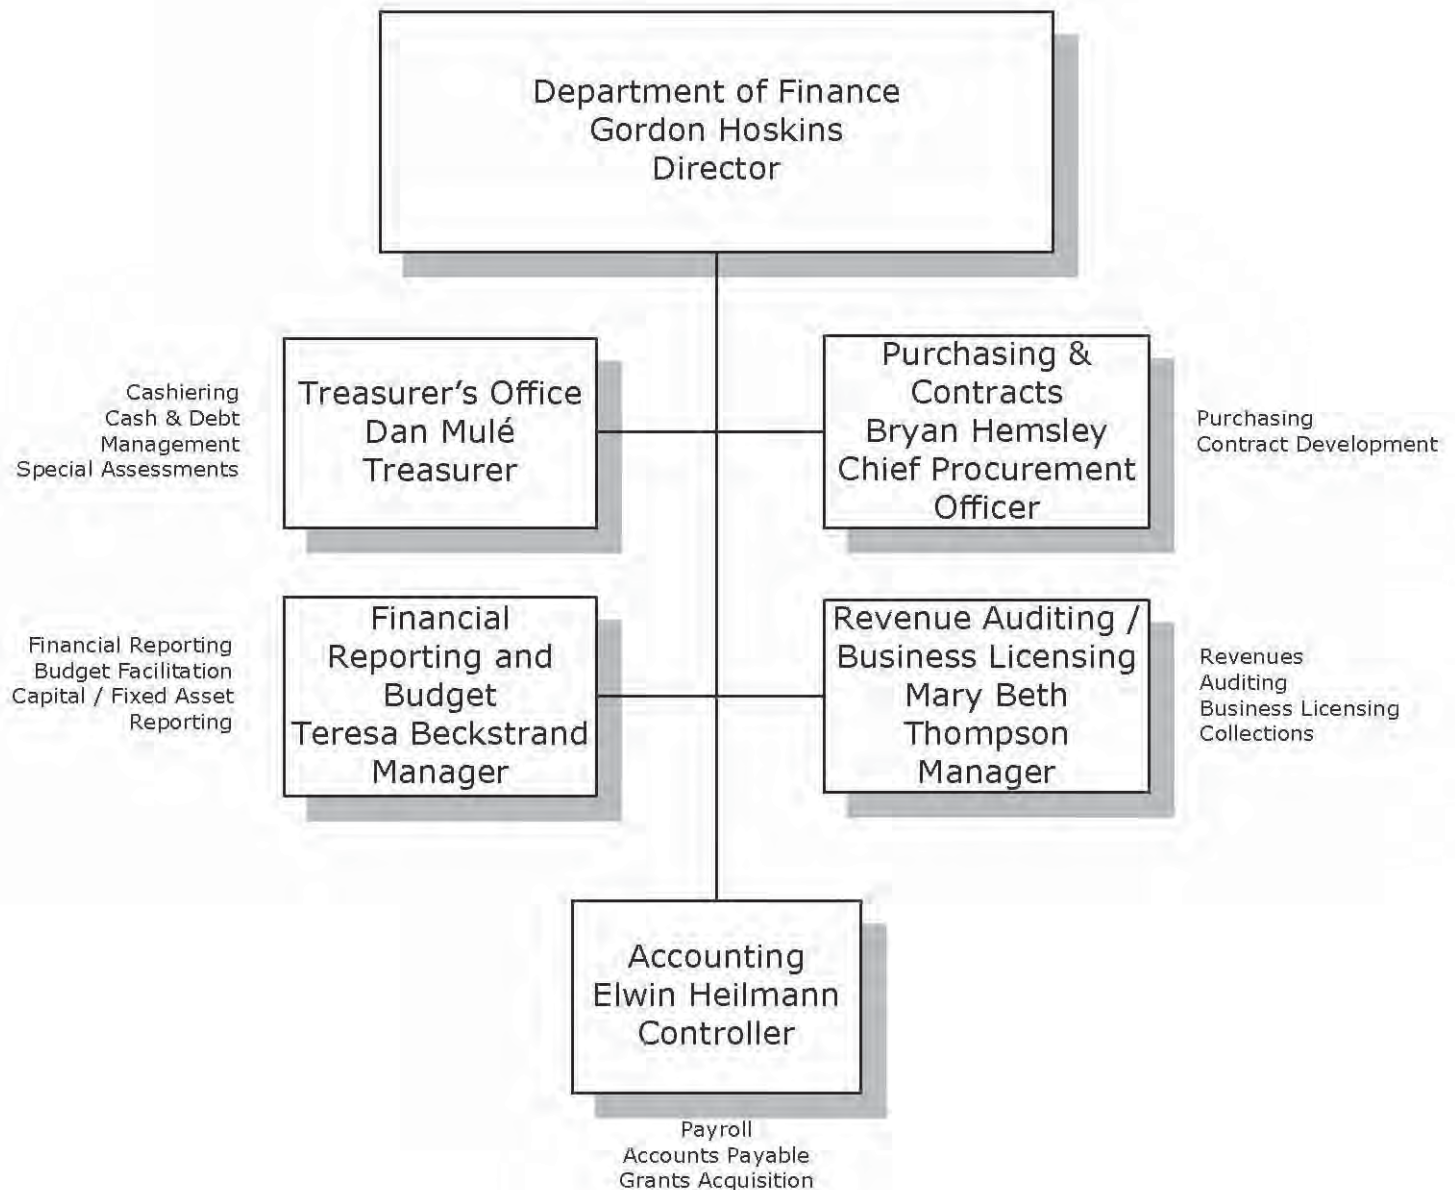 Department of Finance
Gordon Hoskins
Director
Cashiering
Cash & Debt
Management
Special Assessments
Treasurer’s Office
Dan Mulé
Treasurer
Purchasing &
Contracts
Bryan Hemsley
Chief Procurement
Officer
Purchasing
Contract Development
Financial Reporting
Budget Facilitation
Capital / Fixed Asset
Reporting
Financial
Reporting and
Budget
Teresa Beckstrand
Manager
Revenue Auditing /
Business Licensing
Mary Beth
Thompson
Manager
Revenues
Auditing
Business Licensing
Collections
Accounting
Elwin Heilmann
Controller
Payroll
Accounts Payable
Grants Acquisition